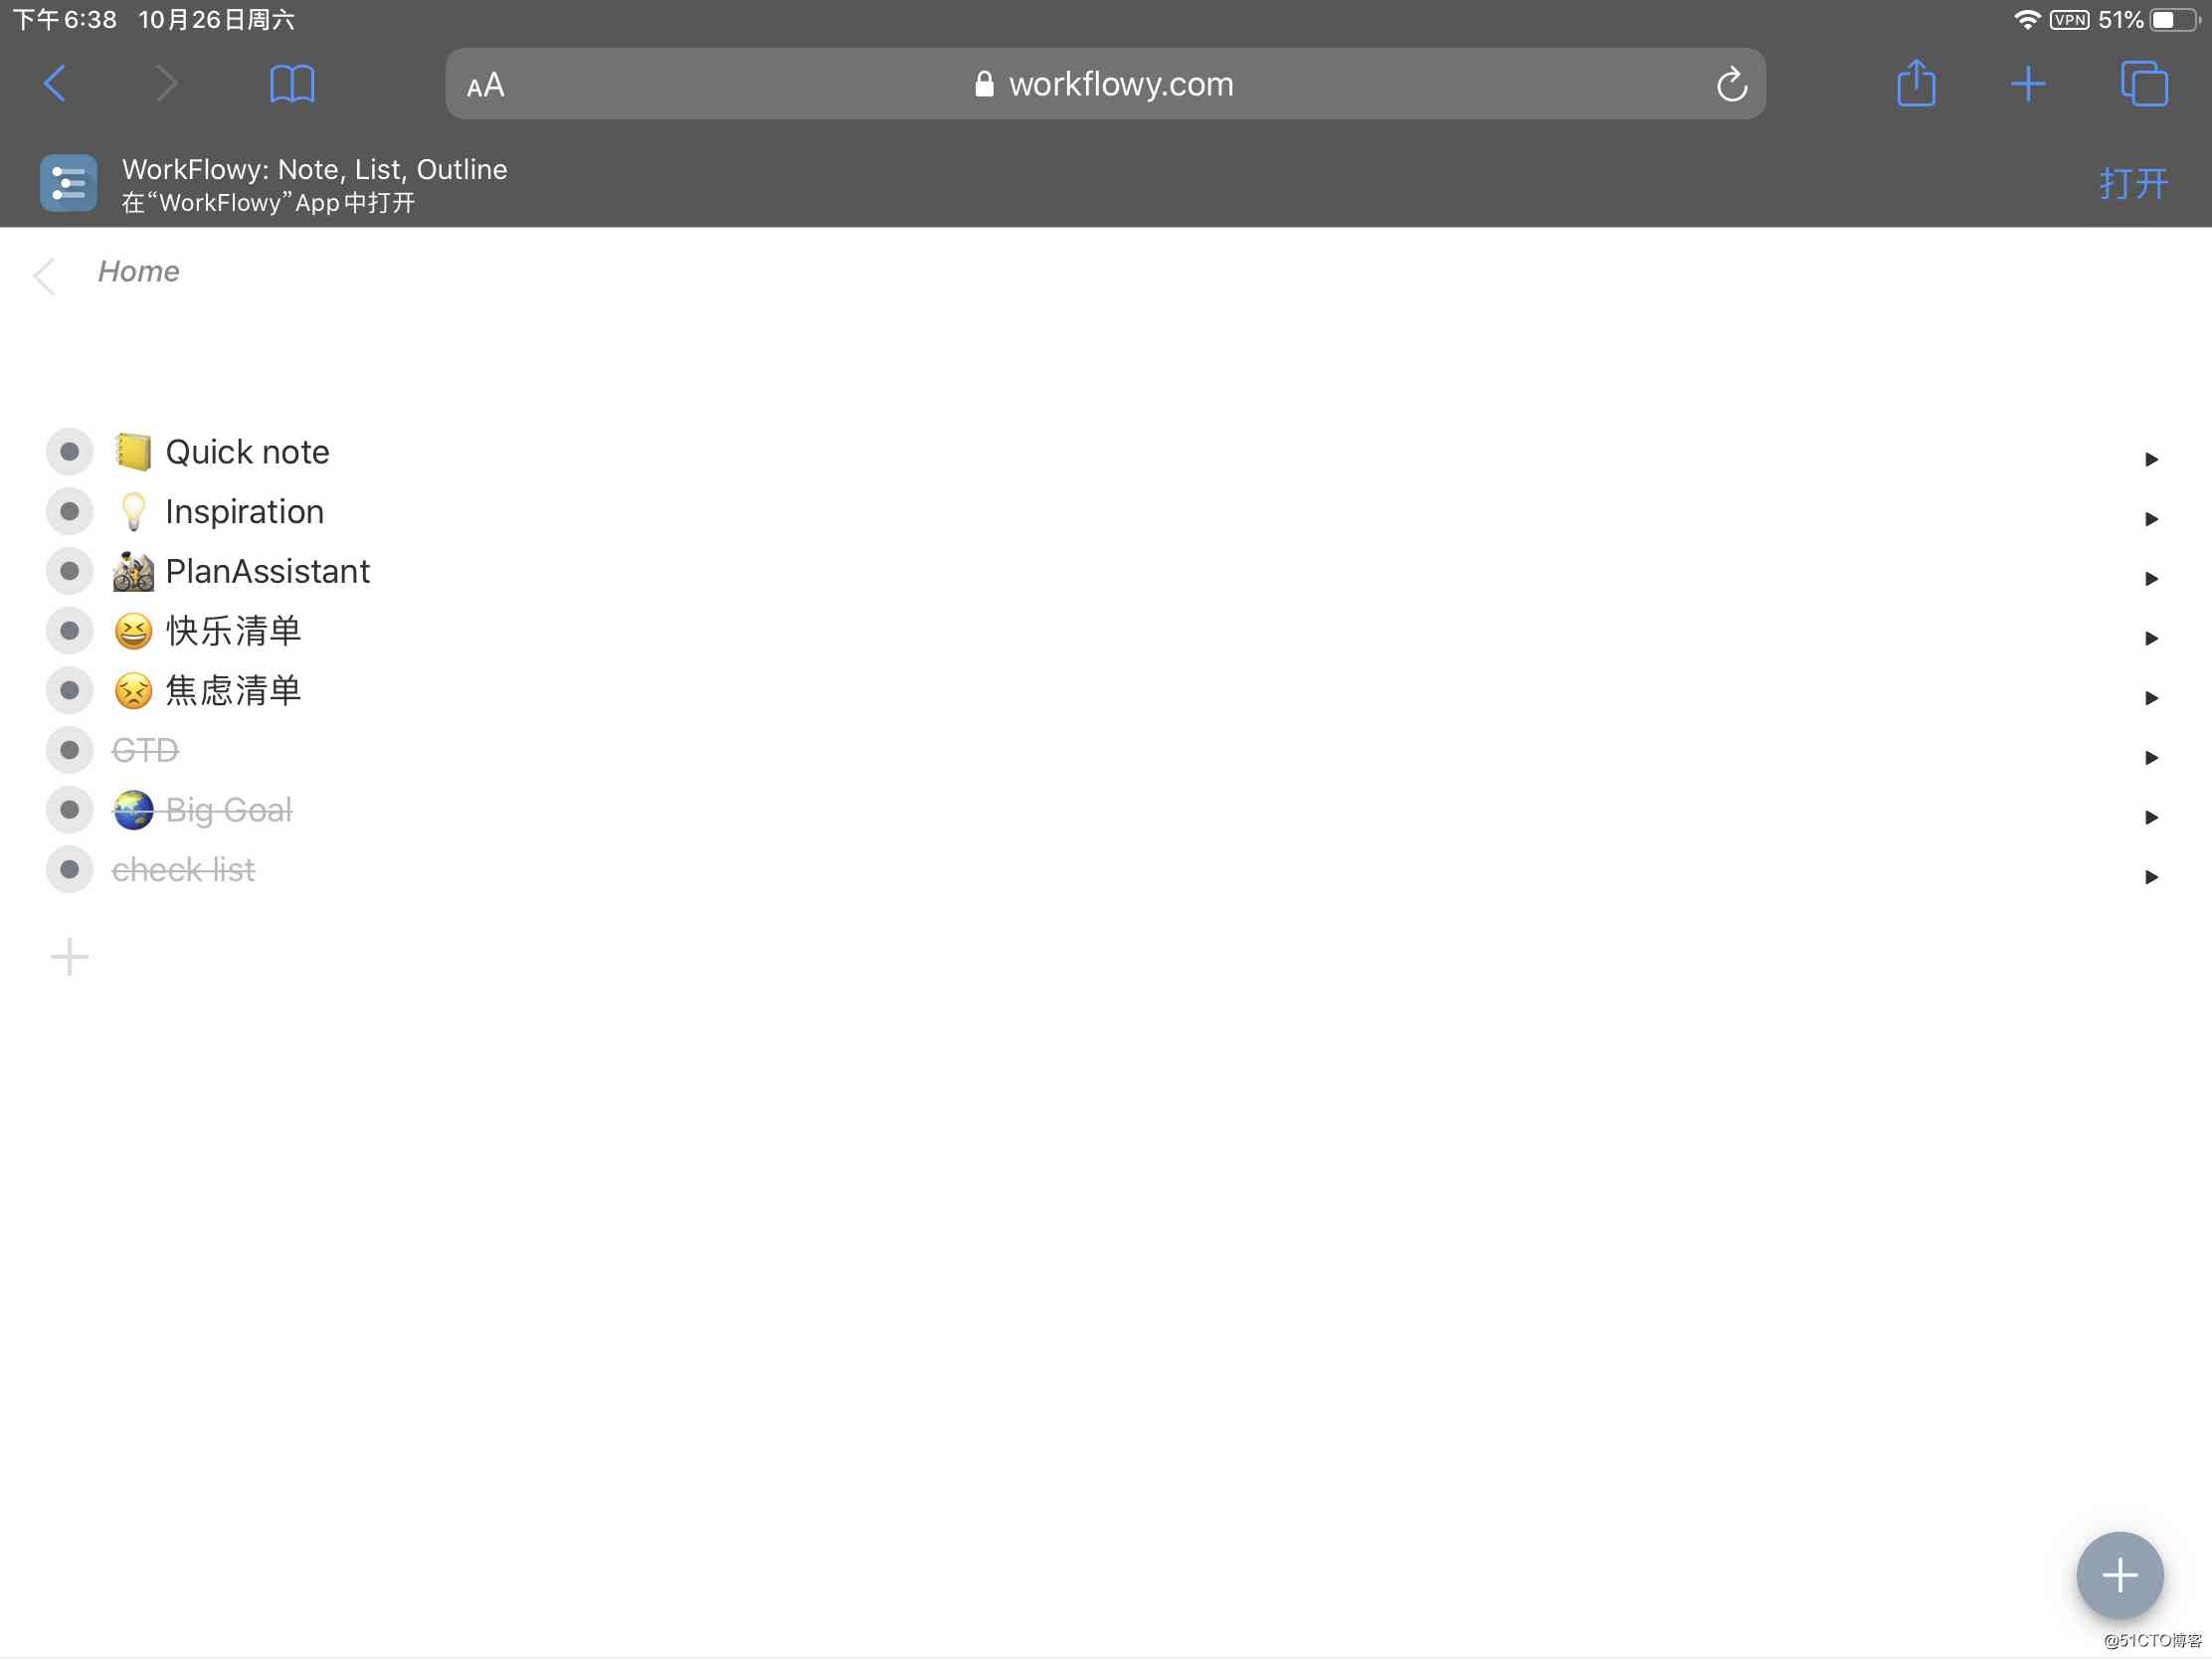 下午6:38 10月26日周六
VPN 51%
AA workflowy.com
WorkFlowy: Note, List, Outline
在“WorkFlowy”App中打开
打开
Home
Quick note
Inspiration
PlanAssistant
快乐清单
焦虑清单
GTD
Big Goal
check list
@51CTO博客